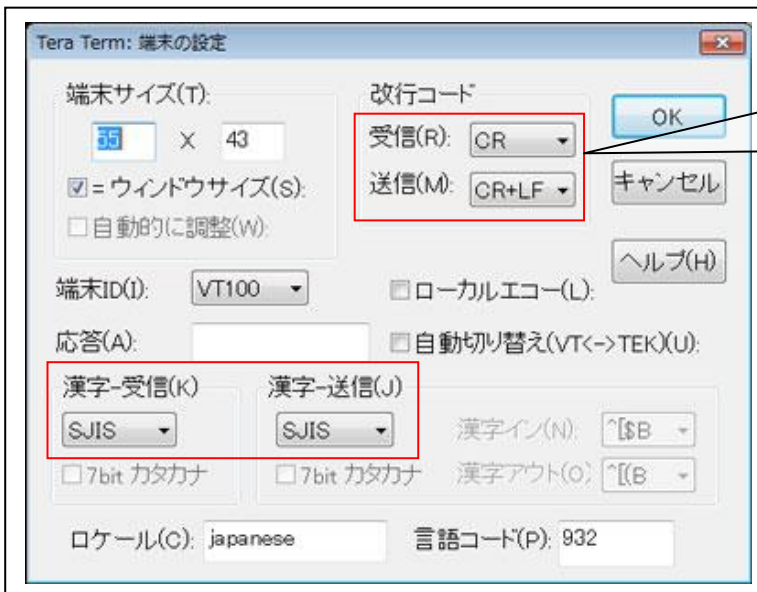 Tera Term: 端末の設定
端末サイズ(T):
55 X 43
= ウィンドウサイズ(S):
自動的に調整(W):
改行コード
受信(R): CR
送信(M): CR+LF
OK
キャンセル
ヘルプ(H)
端末ID(I): VT100
ローカルエコー(L):
応答(A):
自動切り替え(VT<->TEK)(U):
漢字-受信(K)
SJIS
7bit カタカナ
漢字-送信(J)
SJIS
7bit カタカナ
漢字イン(N): ^[$B
漢字アウト(O) ^[(B
ロケール(C): japanese
言語コード(P): 932